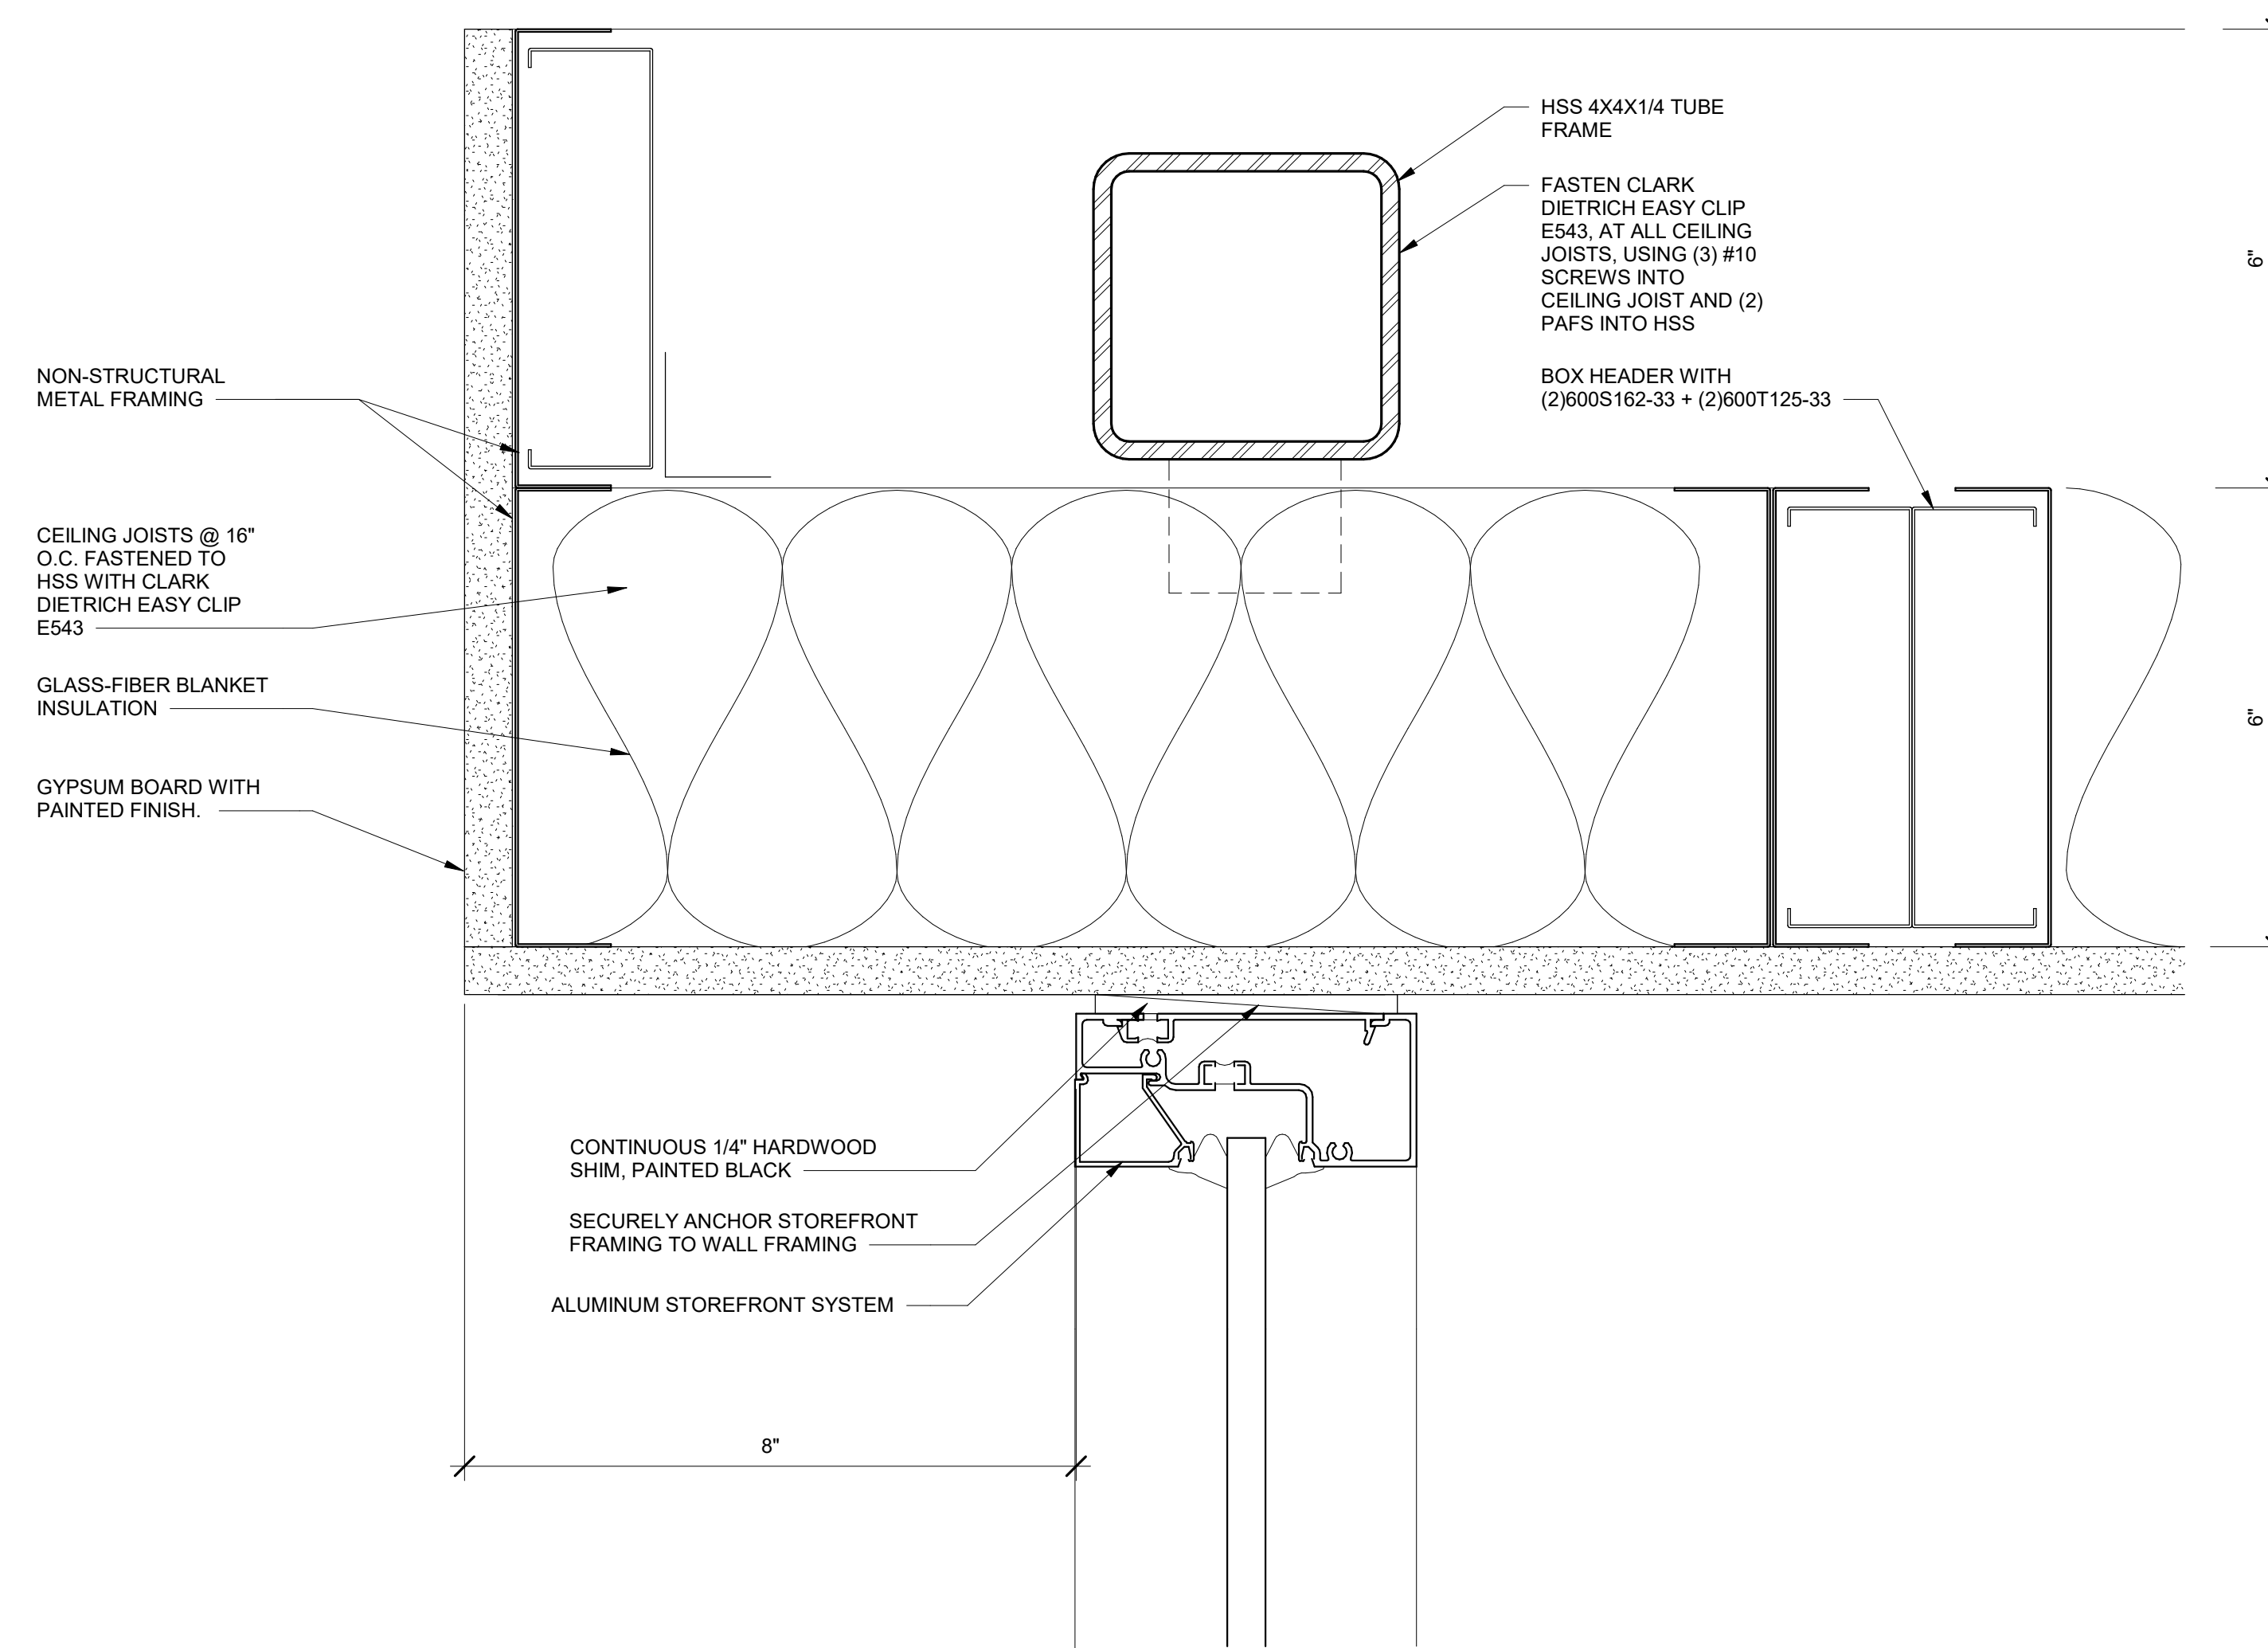 HSS 4X4X1/4 TUBE
FRAME
FASTEN CLARK
DIETRICH EASY CLIP
E543, AT ALL CEILING
JOISTS, USING (3) #10
SCREWS INTO
CEILING JOIST AND (2)
PAFS INTO HSS
6"
NON-STRUCTURAL
METAL FRAMING
BOX HEADER WITH
(2)600S162-33 + (2)600T125-33
CEILING JOISTS @ 16"
O.C. FASTENED TO
HSS WITH CLARK
DIETRICH EASY CLIP
E543
GLASS-FIBER BLANKET
INSULATION
6"
GYPSUM BOARD WITH
PAINTED FINISH.
CONTINUOUS 1/4" HARDWOOD
SHIM, PAINTED BLACK
SECURELY ANCHOR STOREFRONT
FRAMING TO WALL FRAMING
ALUMINUM STOREFRONT SYSTEM
8"